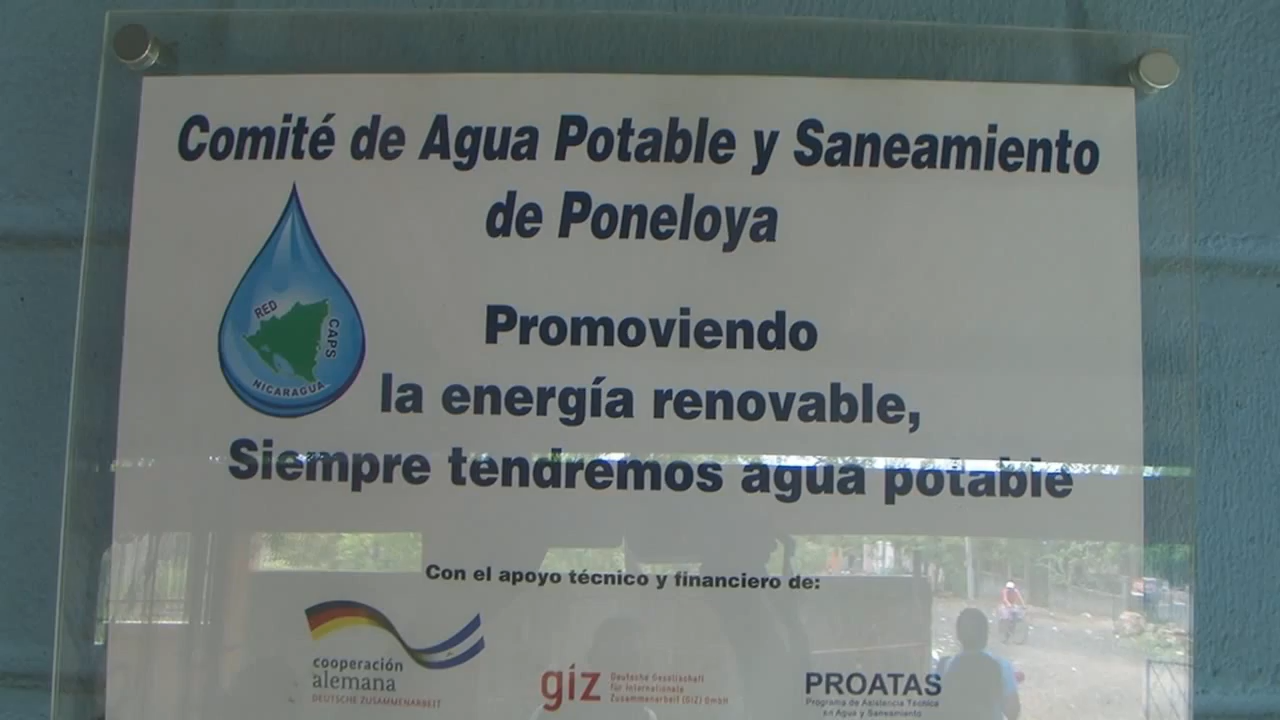 Comité de Agua Potable y Saneamiento
de Poneloya
RED
CAPS
NICARAGUA
Promoviendo
la energía renovable,
Siempre tendremos agua potable
Con el apoyo técnico y financiero de:
cooperación
alemana
DEUTSCHE ZUSAMMENARBEIT
giz
Deutsche Gesellschaft
für Internationale
Zusammenarbeit (GIZ) GmbH
PROATAS
Programa de Asistencia Técnica
en Agua y Saneamiento